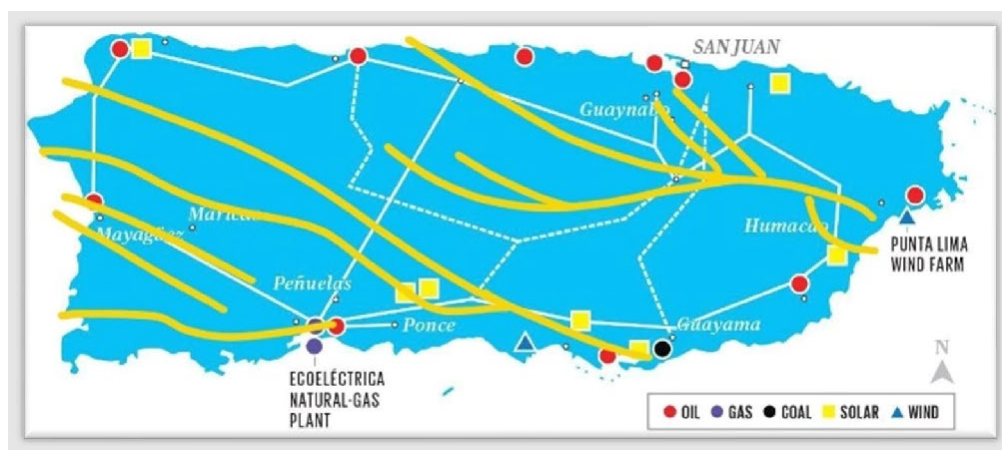 SAN JUAN
Guaynabo
Maricao
Mayagüez
Humacao
PUNTA LIMA
WIND FARM
Peñuelas
Ponce
Guayama
ECOELÉCTRICA
NATURAL-GAS
PLANT
N
OIL GAS COAL SOLAR WIND